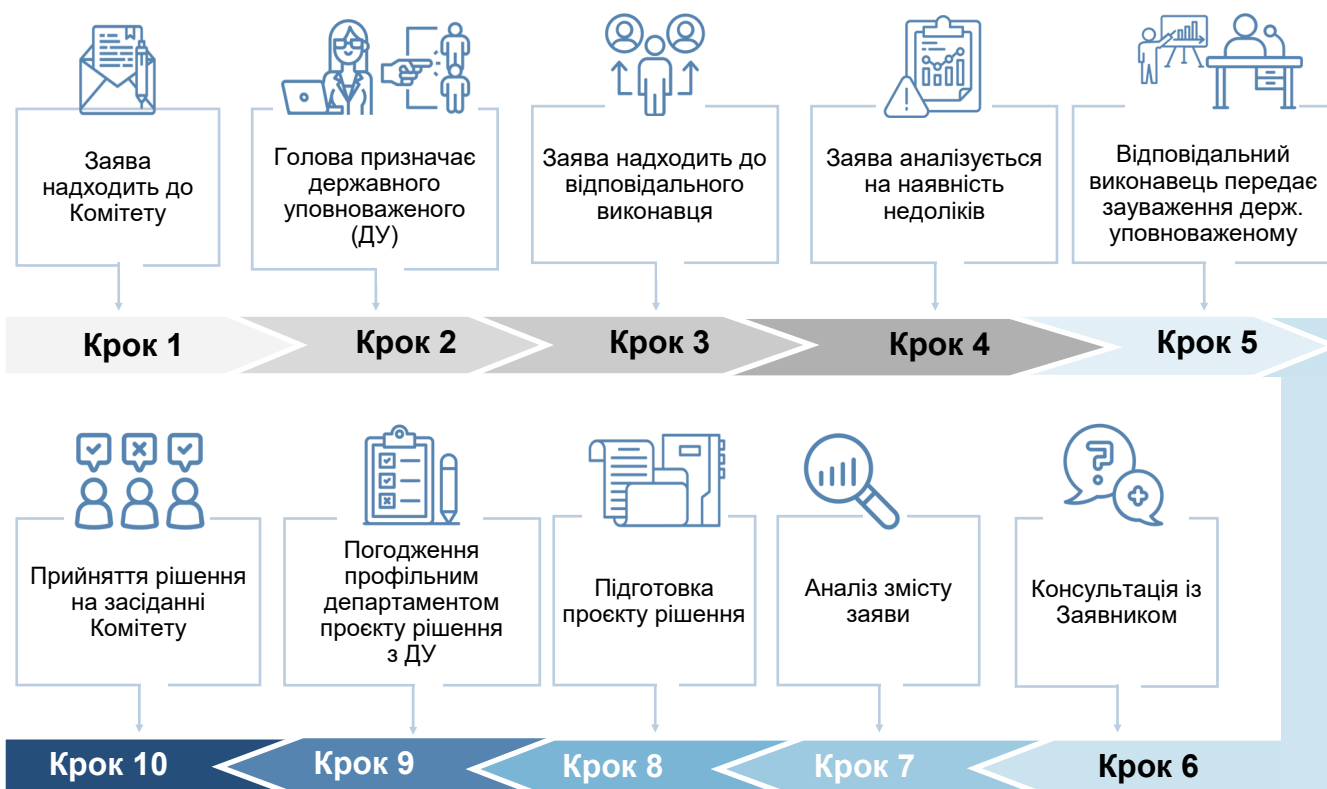 Заява
надходить до
Комітету
Голова призначає
державного
уповноваженого
(ДУ)
Заява надходить до
відповідального
виконавця
Заява аналізується
на наявність
недоліків
Відповідальний
виконавець передає
зауваження держ.
уповноваженому
Крок 1
Крок 2
Крок 3
Крок 4
Крок 5
Прийняття рішення
на засіданні
Комітету
Погодження
профільним
департаментом
проєкту рішення
з ДУ
Підготовка
проєкту рішення
Аналіз змісту
заяви
Консультація із
Заявником
Крок 10
Крок 9
Крок 8
Крок 7
Крок 6